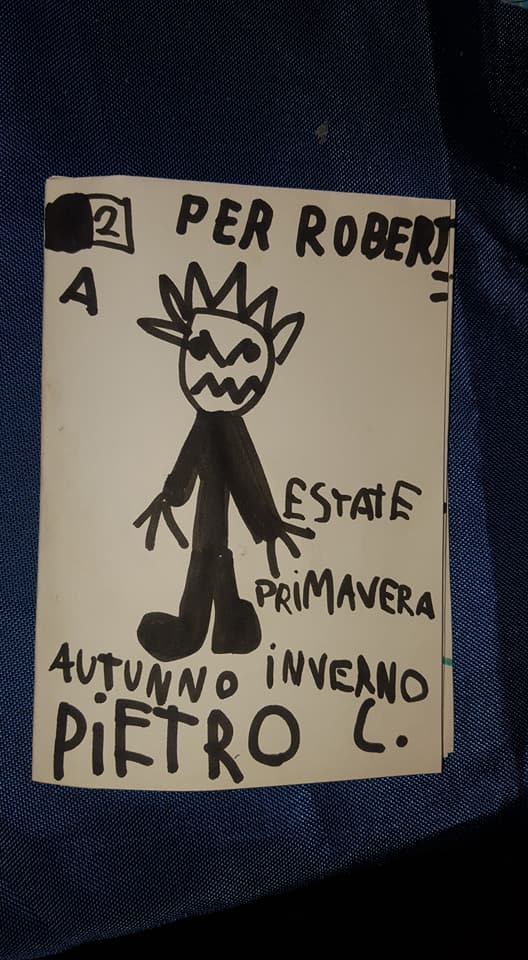 2 PER ROBERT=
A
ESTATE
PRIMAVERA
AUTUNNO INVERNO
PIETRO C.